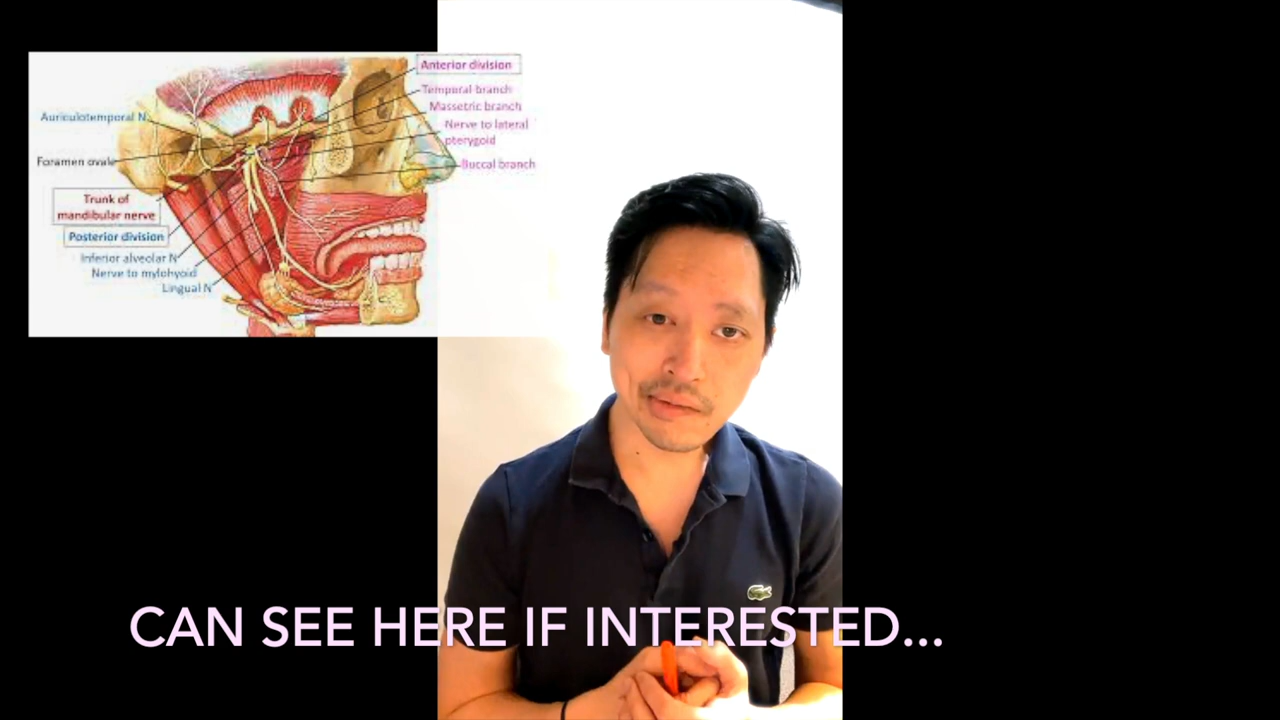 Anterior division
Temporal branch
Massetric branch
Nerve to lateral
pterygoid
Buccal branch
Auriculotemporal N.
Foramen ovale
Trunk of
mandibular nerve
Posterior division
Inferior alveolar N
Nerve to mylohyoid
Lingual N
CAN SEE HERE IF INTERESTED...